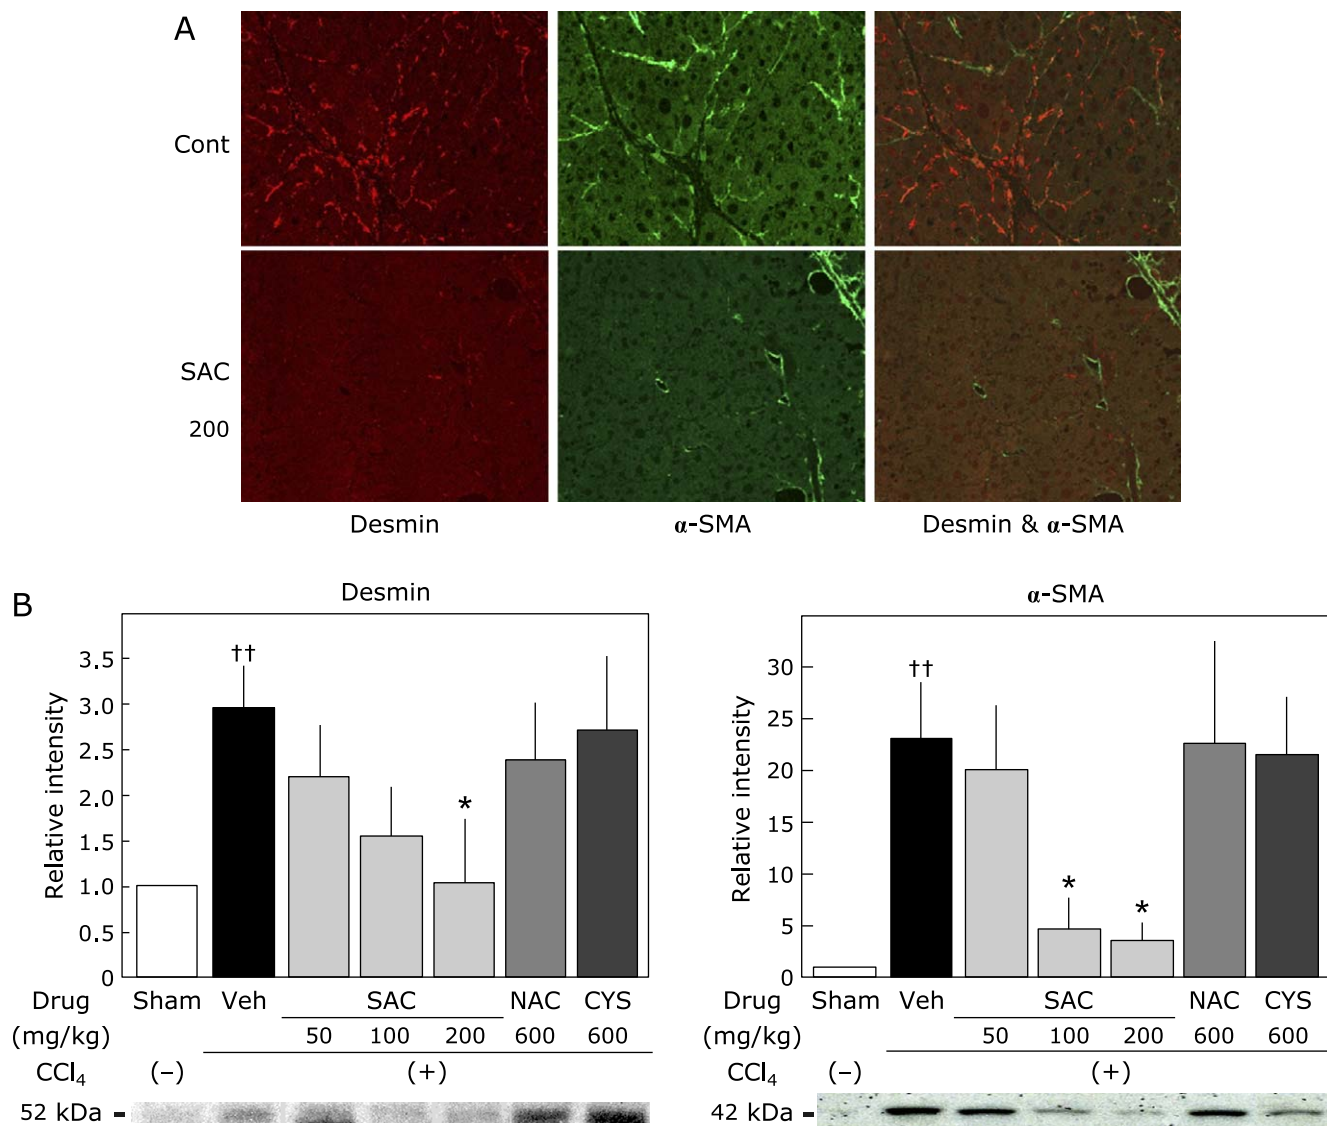 A
Cont
SAC
200
Desmin
α-SMA
Desmin & α-SMA
B
Desmin
Relative intensity
3.5
3.0
2.5
2.0
1.5
1.0
0.5
0
††
*
Drug Sham Veh SAC NAC CYS
(mg/kg) 50 100 200 600 600
CCl4 (–) (+)
52 kDa
α-SMA
Relative intensity
30
25
20
15
10
5
0
††
*
*
Drug Sham Veh SAC NAC CYS
(mg/kg) 50 100 200 600 600
CCl4 (–) (+)
42 kDa